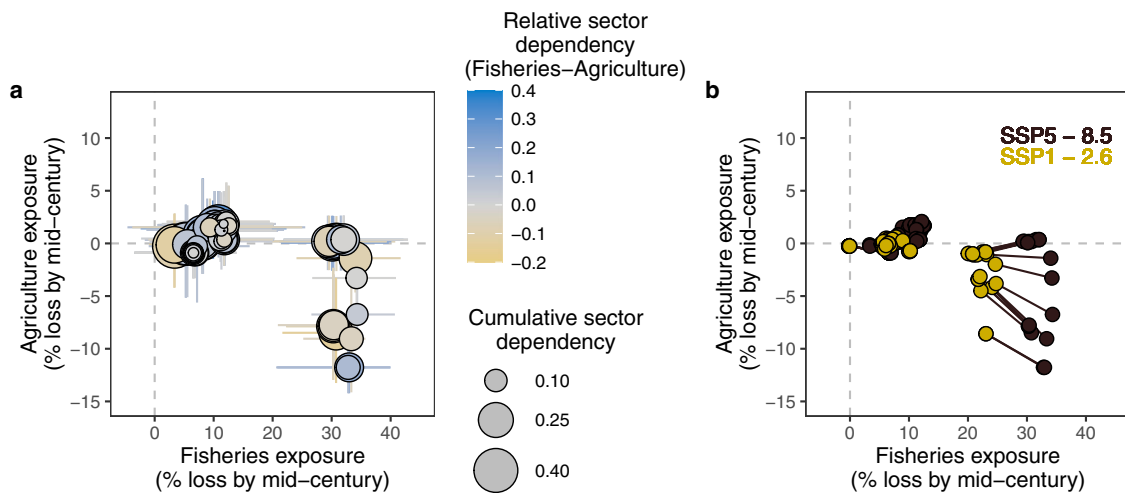 a
Agriculture exposure
(% loss by mid−century)
10
5
0
−5
−10
−15
0
10
20
30
40
Fisheries exposure
(% loss by mid−century)
Relative sector
dependency
(Fisheries−Agriculture)
0.4
0.3
0.2
0.1
0.0
−0.1
−0.2
Cumulative sector
dependency
0.10
0.25
0.40
b
SSP5 − 8.5
SSP1 − 2.6
Agriculture exposure
(% loss by mid−century)
10
5
0
−5
−10
−15
0
10
20
30
40
Fisheries exposure
(% loss by mid−century)